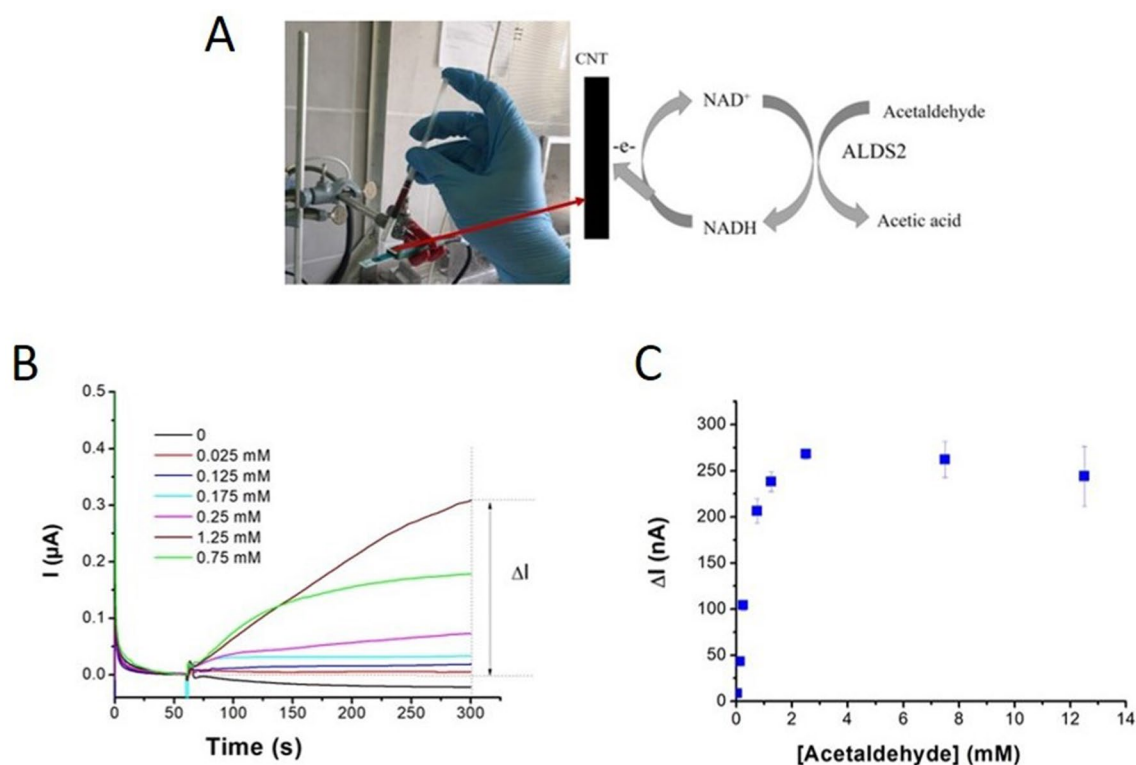 A
CNT
-e-
NAD⁺
Acetaldehyde
ALDS2
NADH
Acetic acid
B
0.5
0.4
0.3
0.2
0.1
0.0
I (µA)
0
0.025 mM
0.125 mM
0.175 mM
0.25 mM
1.25 mM
0.75 mM
ΔI
0 50 100 150 200 250 300
Time (s)
C
300
250
200
150
100
50
0
ΔI (nA)
0 2 4 6 8 10 12 14
[Acetaldehyde] (mM)